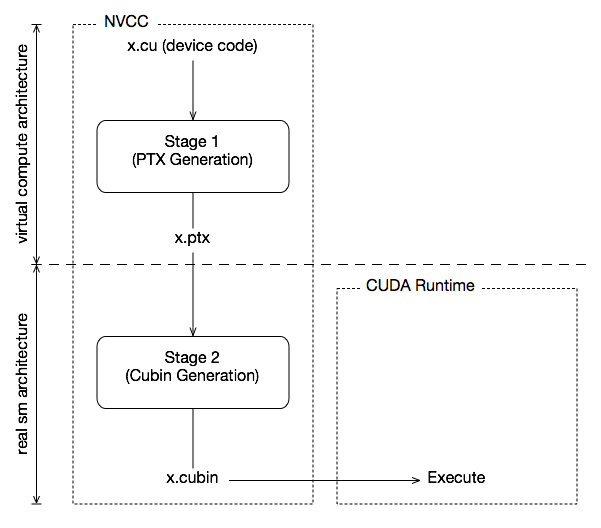 NVCC
x.cu (device code)
virtual compute architecture
Stage 1
(PTX Generation)
x.ptx
CUDA Runtime
real sm architecture
Stage 2
(Cubin Generation)
x.cubin
Execute